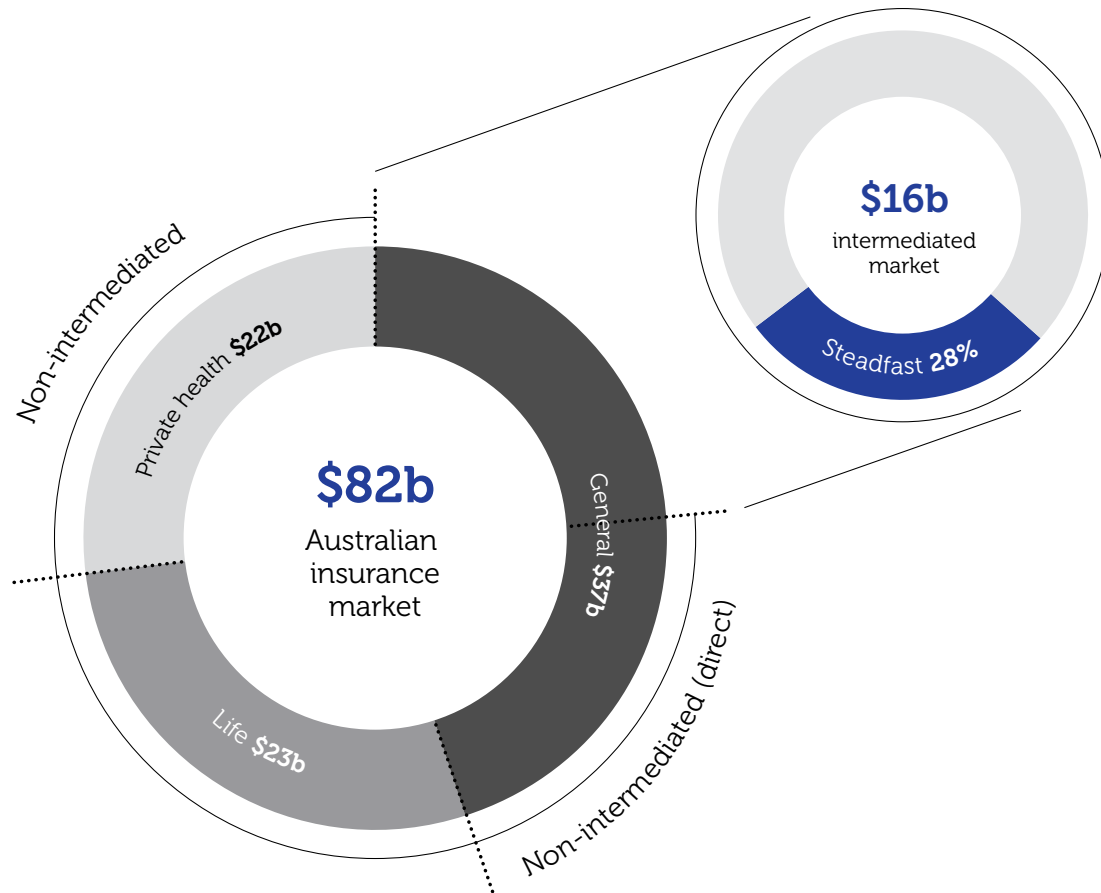 $16b
intermediated
market
Steadfast 28%
Non-intermediated
Private health $22b
$82b
Australian
insurance
market
General $37b
Life $23b
Non-intermediated (direct)